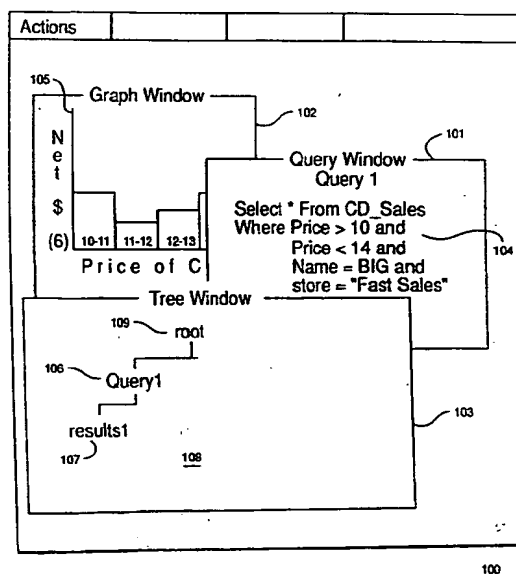 Actions
105
Graph Window
102
101
Net
$
(6)
10-11
11-12
12-13
Price of C
Query Window
Query 1
Select * From CD_Sales
Where Price > 10 and
Price < 14 and
Name = BIG and
store = "Fast Sales"
104
Tree Window
109
root
106
Query1
results1
107
108
103
100